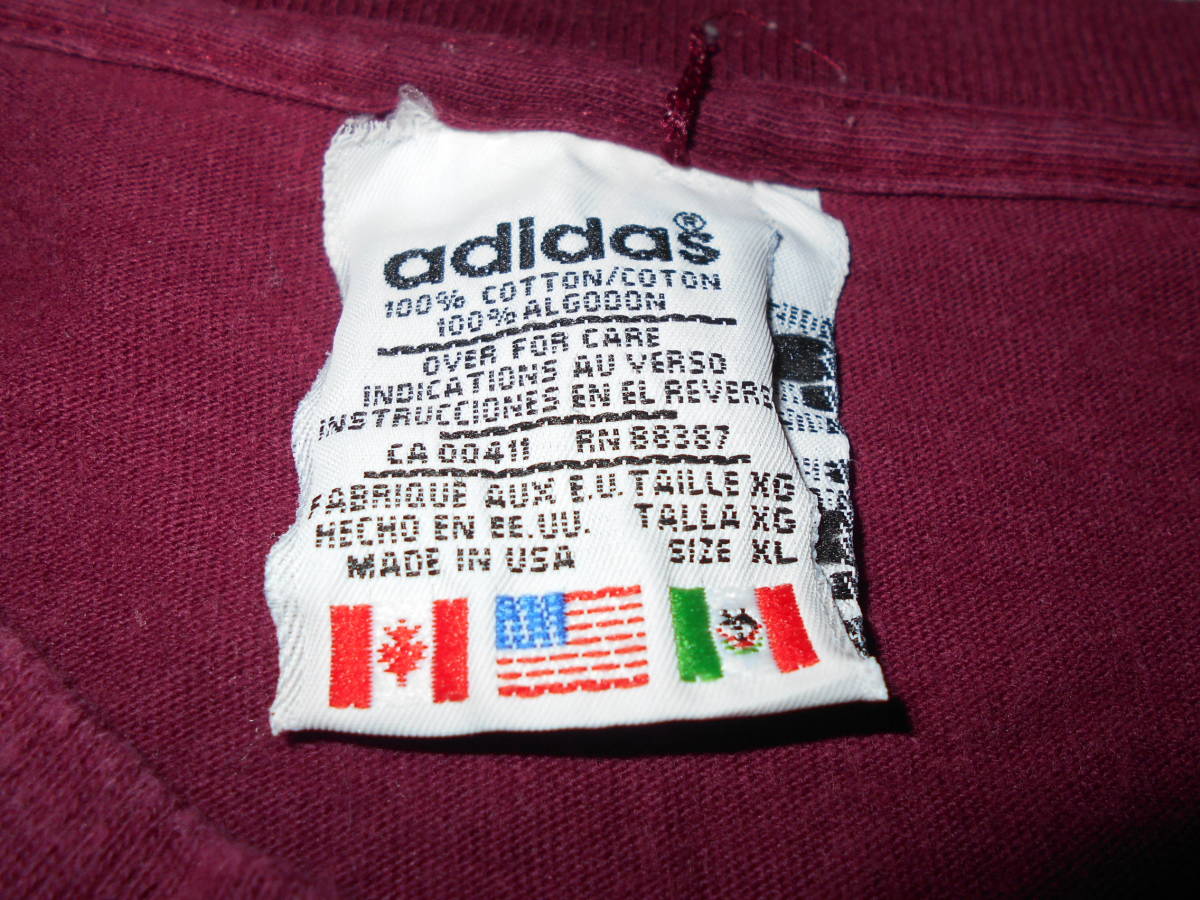 adidas®
100% COTTON/COTON
100% ALGODON
OVER FOR CARE
INDICATIONS AU VERSO
INSTRUCCIONES EN EL REVERS
CA 00411 RN 88387
FABRIQUE AUX E.U. TAILLE XG
HECHO EN EE.UU. TALLA XG
MADE IN USA SIZE XL